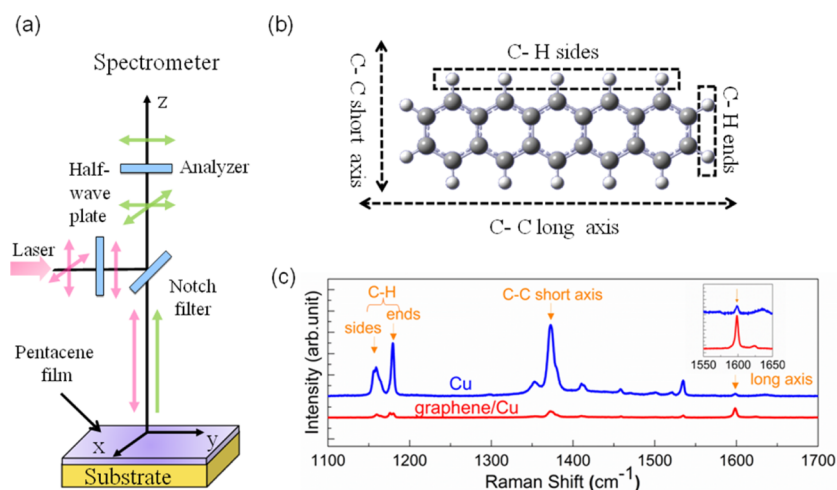 (a)
Spectrometer
z
Analyzer
Half-
wave
plate
Laser
Notch
filter
Pentacene
film
x
y
Substrate
(b)
C- H sides
C- C short axis
C- H ends
C- C long axis
(c)
C-H
sides
ends
C-C short axis
long axis
Cu
graphene/Cu
1550 1600 1650
Intensity (arb.unit)
1100 1200 1300 1400 1500 1600 1700
Raman Shift (cm⁻¹)